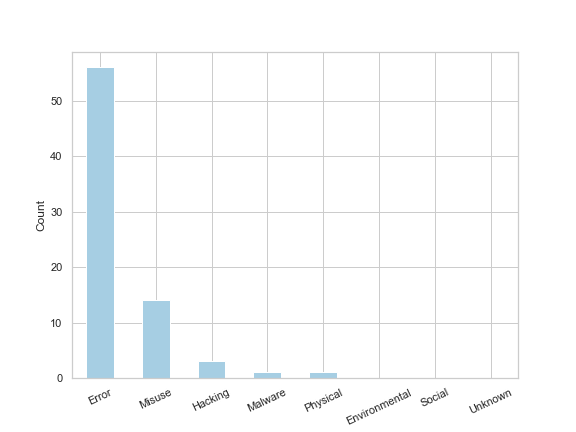 50
40
30
20
10
0
Count
Error
Misuse
Hacking
Malware
Physical
Environmental
Social
Unknown